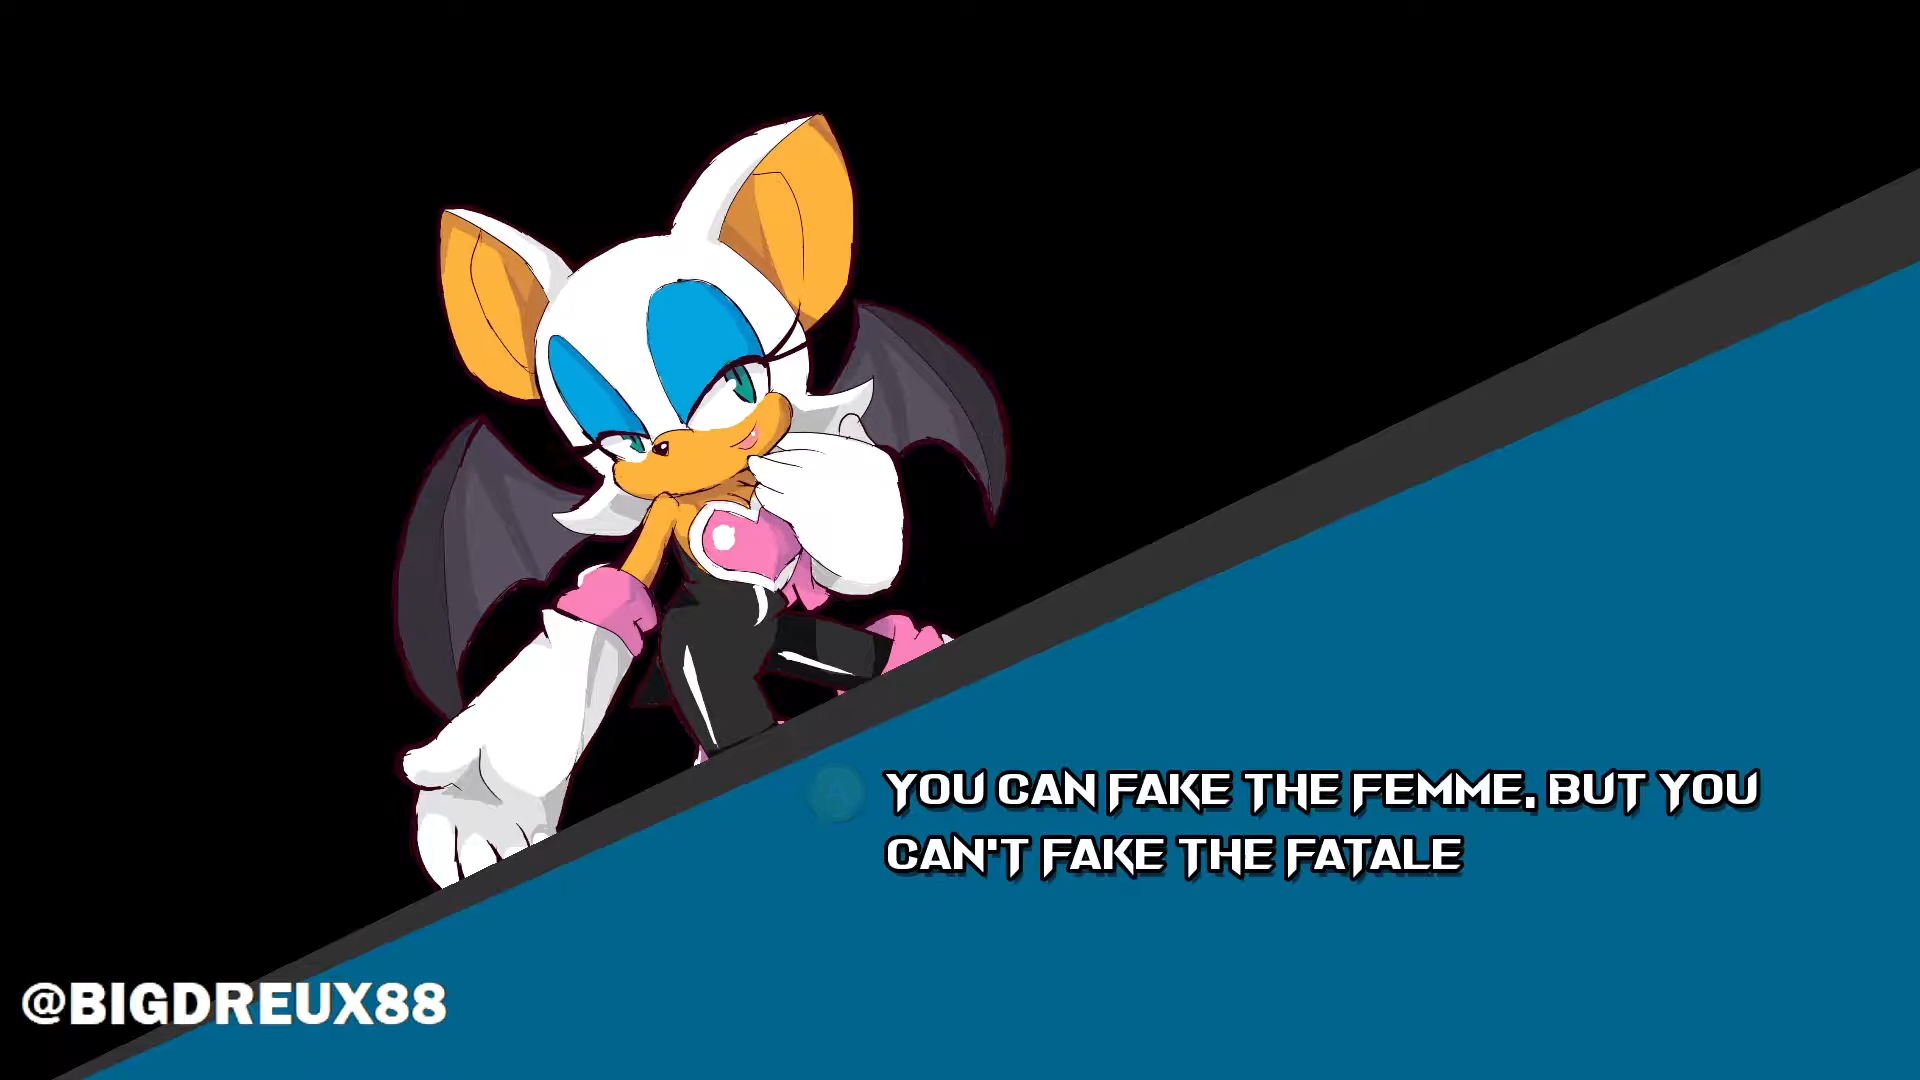 YOU CAN FAKE THE FEMME, BUT YOU
CAN'T FAKE THE FATALE
@BIGDREUX88